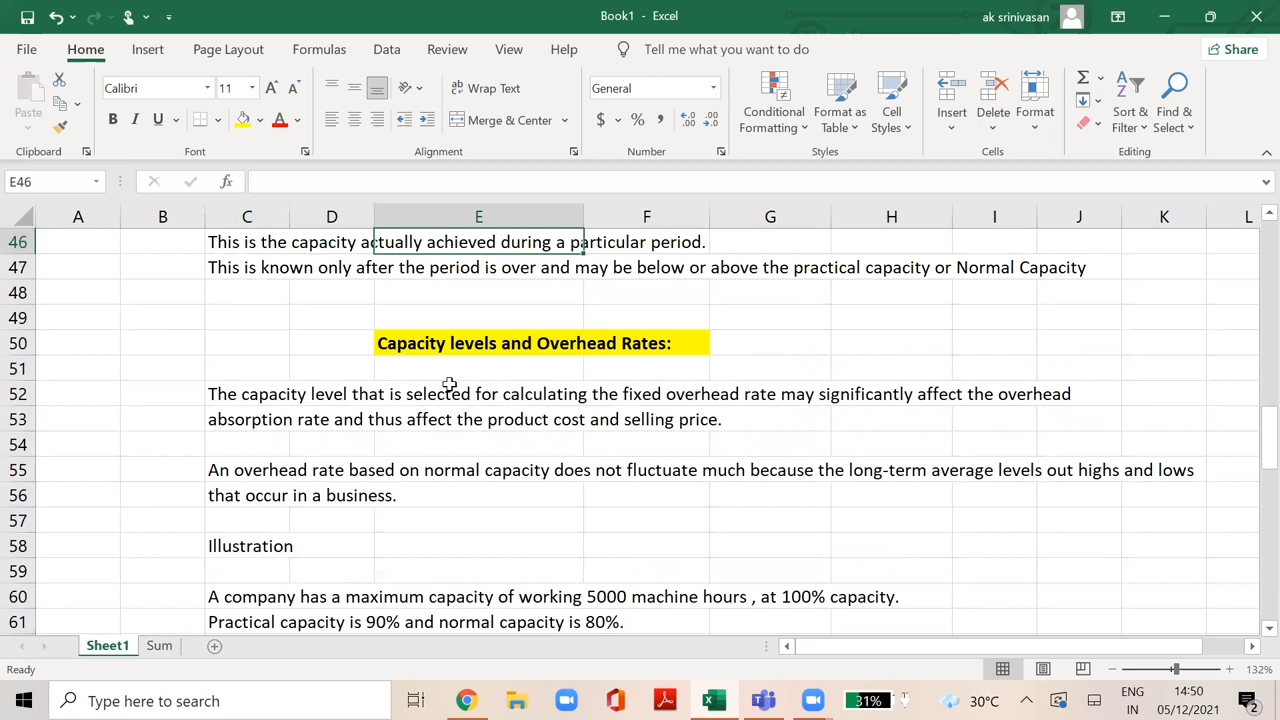 Book1 - Excel
ak srinivasan
File Home Insert Page Layout Formulas Data Review View Help Tell me what you want to do Share
Paste
Calibri 11
B I U A
ab Wrap Text
Merge & Center
General
$ % ,
Conditional Formatting
Format as Table
Cell Styles
Insert Delete Format
Sort & Filter
Find & Select
Clipboard Font Alignment Number Styles Cells Editing
E46 fx
A B C D E F G H I J K L
46 This is the capacity actually achieved during a particular period.
47 This is known only after the period is over and may be below or above the practical capacity or Normal Capacity
48
49
50 Capacity levels and Overhead Rates:
51
52 The capacity level that is selected for calculating the fixed overhead rate may significantly affect the overhead
53 absorption rate and thus affect the product cost and selling price.
54
55 An overhead rate based on normal capacity does not fluctuate much because the long-term average levels out highs and lows
56 that occur in a business.
57
58 Illustration
59
60 A company has a maximum capacity of working 5000 machine hours , at 100% capacity.
61 Practical capacity is 90% and normal capacity is 80%.
Sheet1 Sum
Ready 132%
Type here to search
31% 30°C ENG IN 14:50 05/12/2021 2